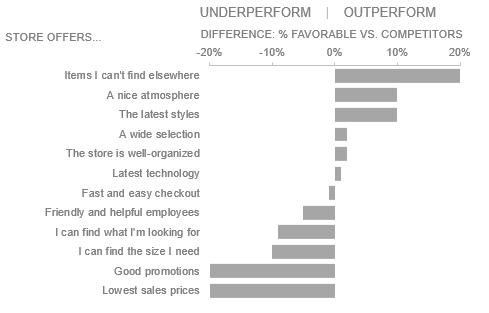 UNDERPERFORM | OUTPERFORM
STORE OFFERS...
DIFFERENCE: % FAVORABLE VS. COMPETITORS
-20% -10% 0% 10% 20%
Items I can't find elsewhere
A nice atmosphere
The latest styles
A wide selection
The store is well-organized
Latest technology
Fast and easy checkout
Friendly and helpful employees
I can find what I'm looking for
I can find the size I need
Good promotions
Lowest sales prices